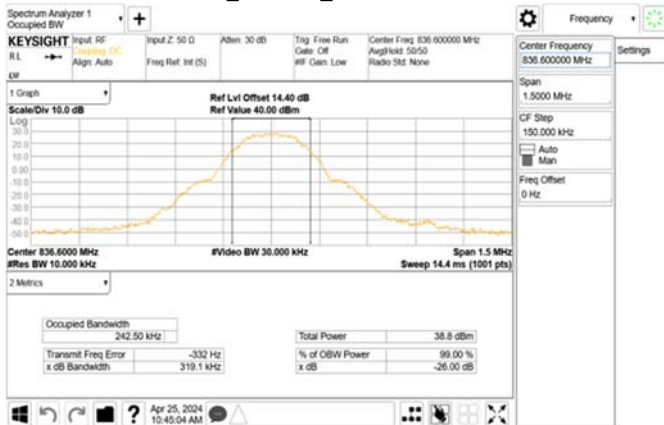 Spectrum Analyzer 1
Occupied BW
Frequency
KEYSIGHT
R L
Input: RF
Coupling: DC
Align: Auto
Input Z: 50 Ω
Freq Ref: Int (S)
Atten: 30 dB
Trig: Free Run
Gate: Off
#IF Gain: Low
Center Freq: 836.600000 MHz
Avg|Hold: 50/50
Radio Std: None
Center Frequency
836.600000 MHz
Settings
Span
1.5000 MHz
CF Step
150.000 kHz
Auto
Man
Freq Offset
0 Hz
1 Graph
Scale/Div 10.0 dB
Ref Lvl Offset 14.40 dB
Ref Value 40.00 dBm
Log
30.0
20.0
10.0
0.00
-10.0
-20.0
-30.0
-40.0
-50.0
Center 836.6000 MHz
#Video BW 30.000 kHz
Span 1.5 MHz
#Res BW 10.000 kHz
Sweep 14.4 ms (1001 pts)
2 Metrics
Occupied Bandwidth
242.50 kHz
Total Power 38.8 dBm
Transmit Freq Error -332 Hz
% of OBW Power 99.00 %
x dB Bandwidth 319.1 kHz
x dB -26.00 dB
Apr 25, 2024
10:45:04 AM